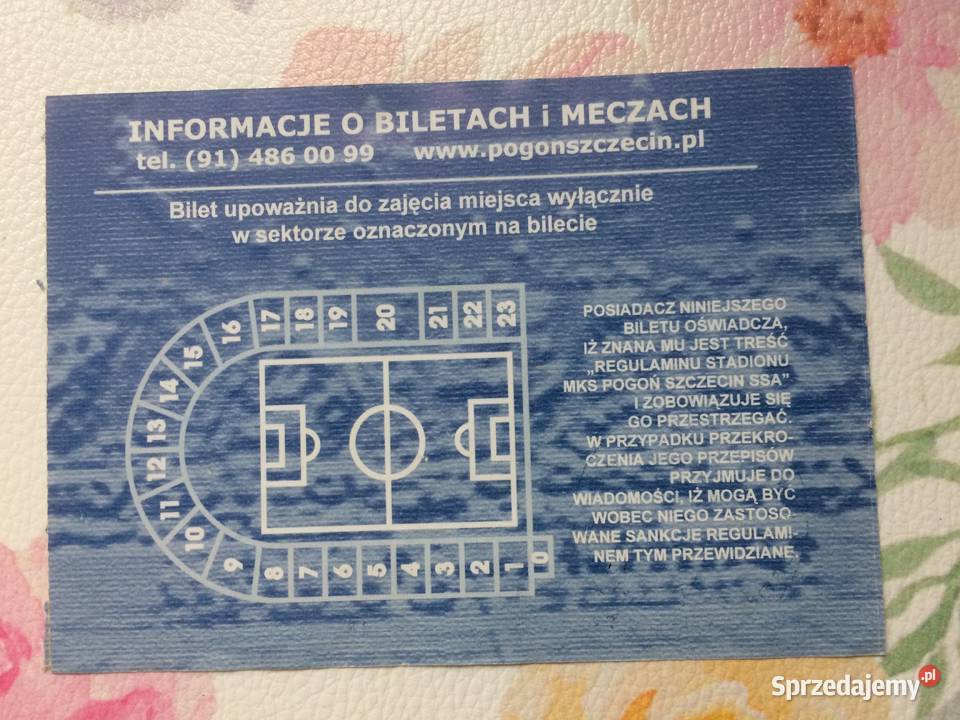 INFORMACJE O BILETACH i MECZACH
tel. (91) 486 00 99 www.pogonszczecin.pl
Bilet upoważnia do zajęcia miejsca wyłącznie
w sektorze oznaczonym na bilecie
16 17 18 19 20 21 22 23
15
14
13
12
11
10
9 8 7 6 5 4 3 2 1 0
POSIADACZ NINIEJSZEGO
BILETU OŚWIADCZA,
IŻ ZNANA MU JEST TREŚĆ
„REGULAMINU STADIONU
MKS POGOŃ SZCZECIN SSA”
I ZOBOWIĄZUJE SIĘ
GO PRZESTRZEGAĆ.
W PRZYPADKU PRZEKRO-
CZENIA JEGO PRZEPISÓW
PRZYJMUJE DO
WIADOMOŚCI, IŻ MOGĄ BYĆ
WOBEC NIEGO ZASTOSO-
WANE SANKCJE REGULAMI-
NEM TYM PRZEWIDZIANE.
Sprzedajemy.pl